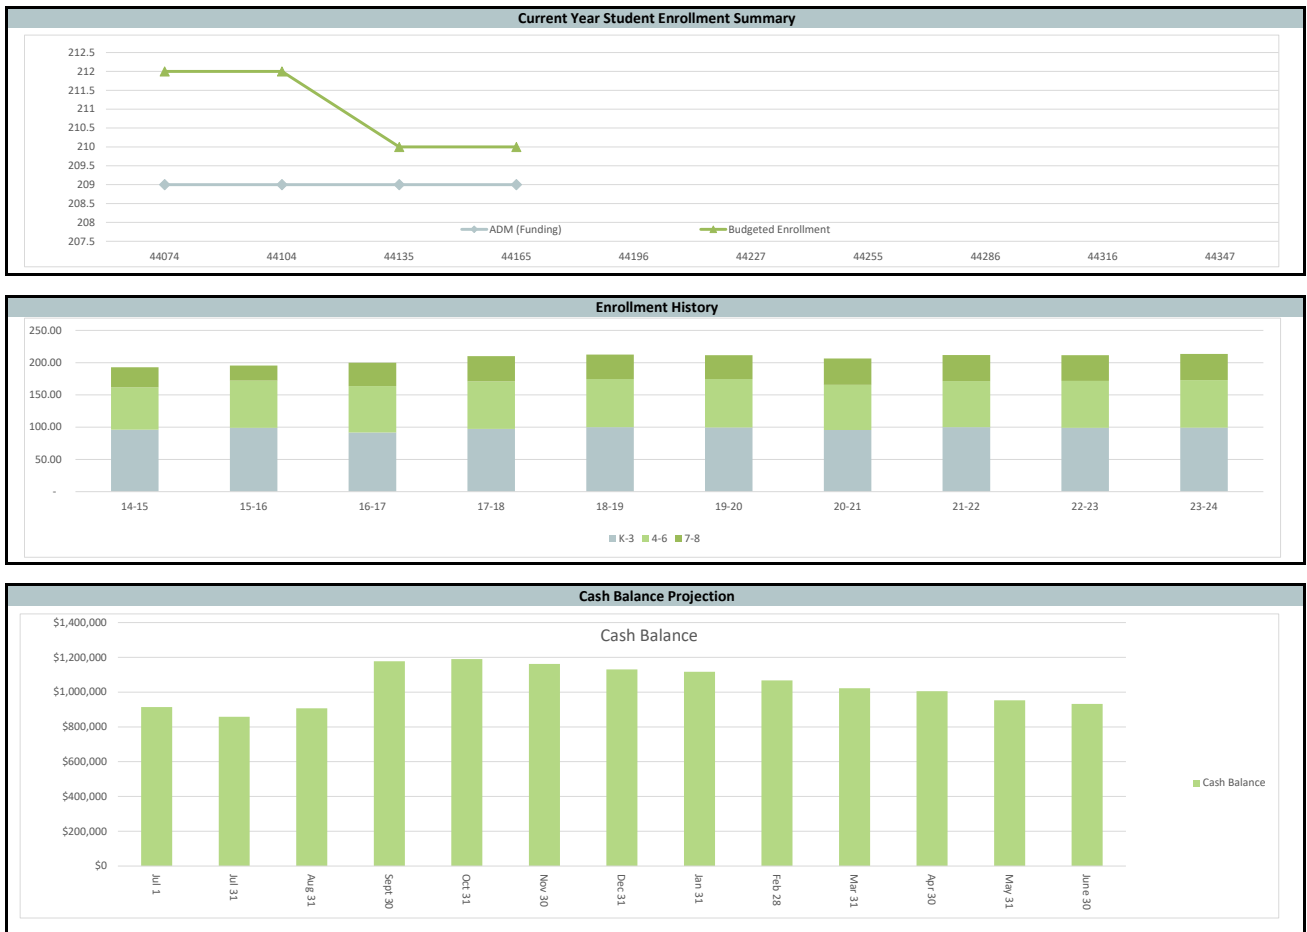 Current Year Student Enrollment Summary
212.5
212
211.5
211
210.5
210
209.5
209
208.5
208
207.5
ADM (Funding) Budgeted Enrollment
44074 44104 44135 44165 44196 44227 44255 44286 44316 44347
Enrollment History
250.00
200.00
150.00
100.00
50.00
-
14-15 15-16 16-17 17-18 18-19 19-20 20-21 21-22 22-23 23-24
K-3 4-6 7-8
Cash Balance Projection
Cash Balance
$1,400,000
$1,200,000
$1,000,000
$800,000
$600,000
$400,000
$200,000
$0
Cash Balance
Jul 1 Jul 31 Aug 31 Sept 30 Oct 31 Nov 30 Dec 31 Jan 31 Feb 28 Mar 31 Apr 30 May 31 June 30